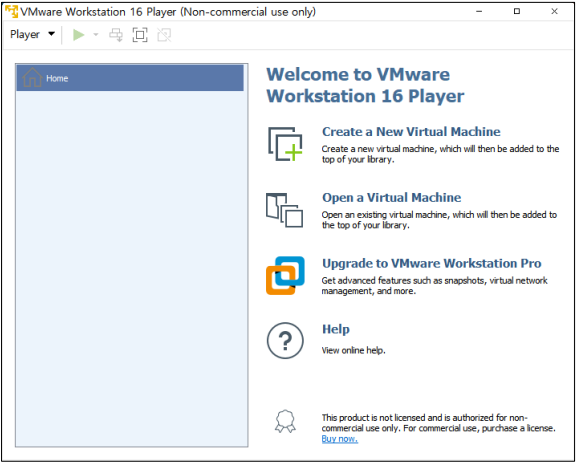 VMware Workstation 16 Player (Non-commercial use only)
Player
Home
Welcome to VMware
Workstation 16 Player
Create a New Virtual Machine
Create a new virtual machine, which will then be added to the
top of your library.
Open a Virtual Machine
Open an existing virtual machine, which will then be added to
the top of your library.
Upgrade to VMware Workstation Pro
Get advanced features such as snapshots, virtual network
management, and more.
Help
View online help.
This product is not licensed and is authorized for non-
commercial use only. For commercial use, purchase a license.
Buy now.